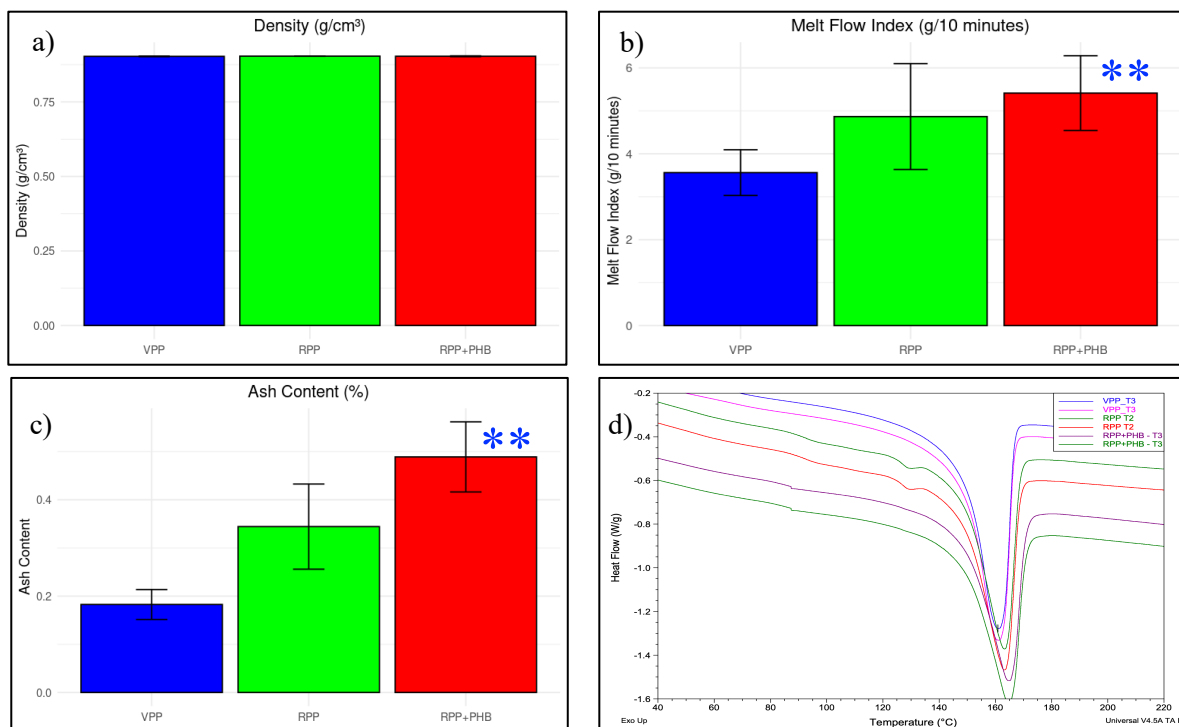 a)
Density (g/cm³)
Density (g/cm³)
0.75
0.50
0.25
0.00
VPP RPP RPP+PHB
b)
Melt Flow Index (g/10 minutes)
Melt Flow Index (g/10 minutes)
6
4
2
0
**
VPP RPP RPP+PHB
c)
Ash Content (%)
Ash Content
0.4
0.2
0.0
**
VPP RPP RPP+PHB
d)
Heat Flow (W/g)
-0.2
-0.4
-0.6
-0.8
-1.0
-1.2
-1.4
-1.6
VPP_T3
VPP_T3
RPP T2
RPP T2
RPP+PHB - T3
RPP+PHB - T3
40 60 80 100 120 140 160 180 200 220
Exo Up
Temperature (°C)
Universal V4.5A TA